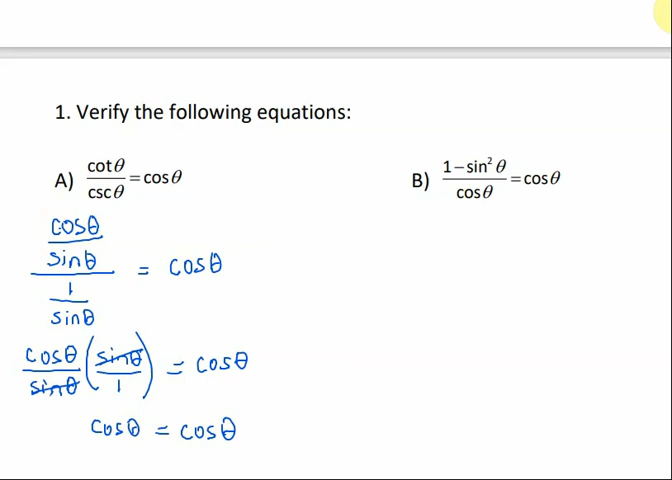 1. Verify the following equations:
A) cotθ/cscθ = cosθ
B) 1−sin²θ/cosθ = cosθ
cosθ/sinθ / 1/sinθ = cosθ
cosθ/sinθ (sinθ/1) = cosθ
cosθ = cosθ